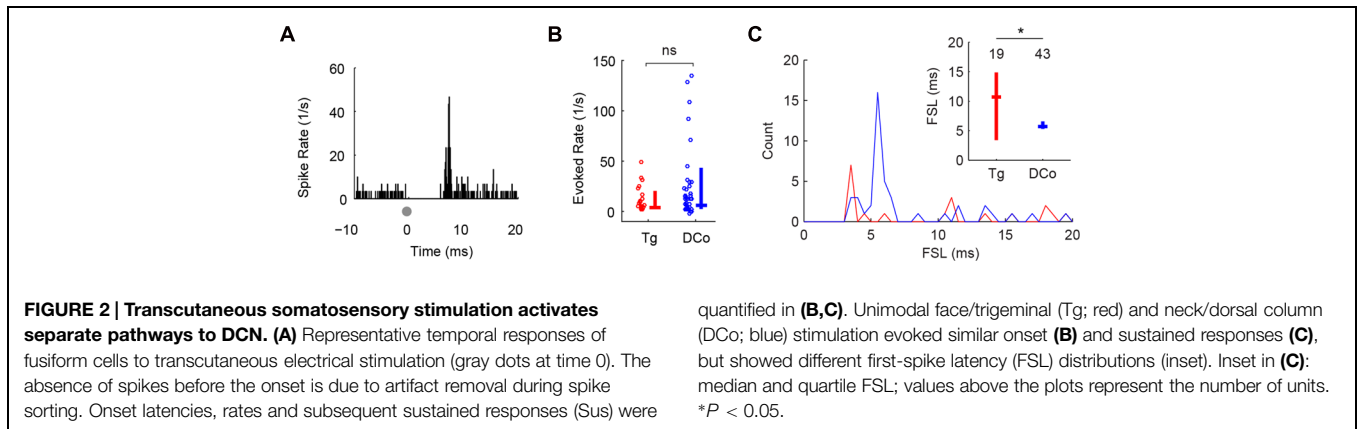 A
60
40
20
0
Spike Rate (1/s)
−10
0
10
20
Time (ms)
B
ns
150
100
50
0
Evoked Rate (1/s)
Tg
DCo
C
20
15
10
5
0
Count
0
5
10
15
20
FSL (ms)
*
19
43
20
15
10
5
0
FSL (ms)
Tg
DCo
FIGURE 2 | Transcutaneous somatosensory stimulation activates
separate pathways to DCN. (A) Representative temporal responses of
fusiform cells to transcutaneous electrical stimulation (gray dots at time 0). The
absence of spikes before the onset is due to artifact removal during spike
sorting. Onset latencies, rates and subsequent sustained responses (Sus) were
quantified in (B,C). Unimodal face/trigeminal (Tg; red) and neck/dorsal column
(DCo; blue) stimulation evoked similar onset (B) and sustained responses (C),
but showed different first-spike latency (FSL) distributions (inset). Inset in (C):
median and quartile FSL; values above the plots represent the number of units.
*P < 0.05.